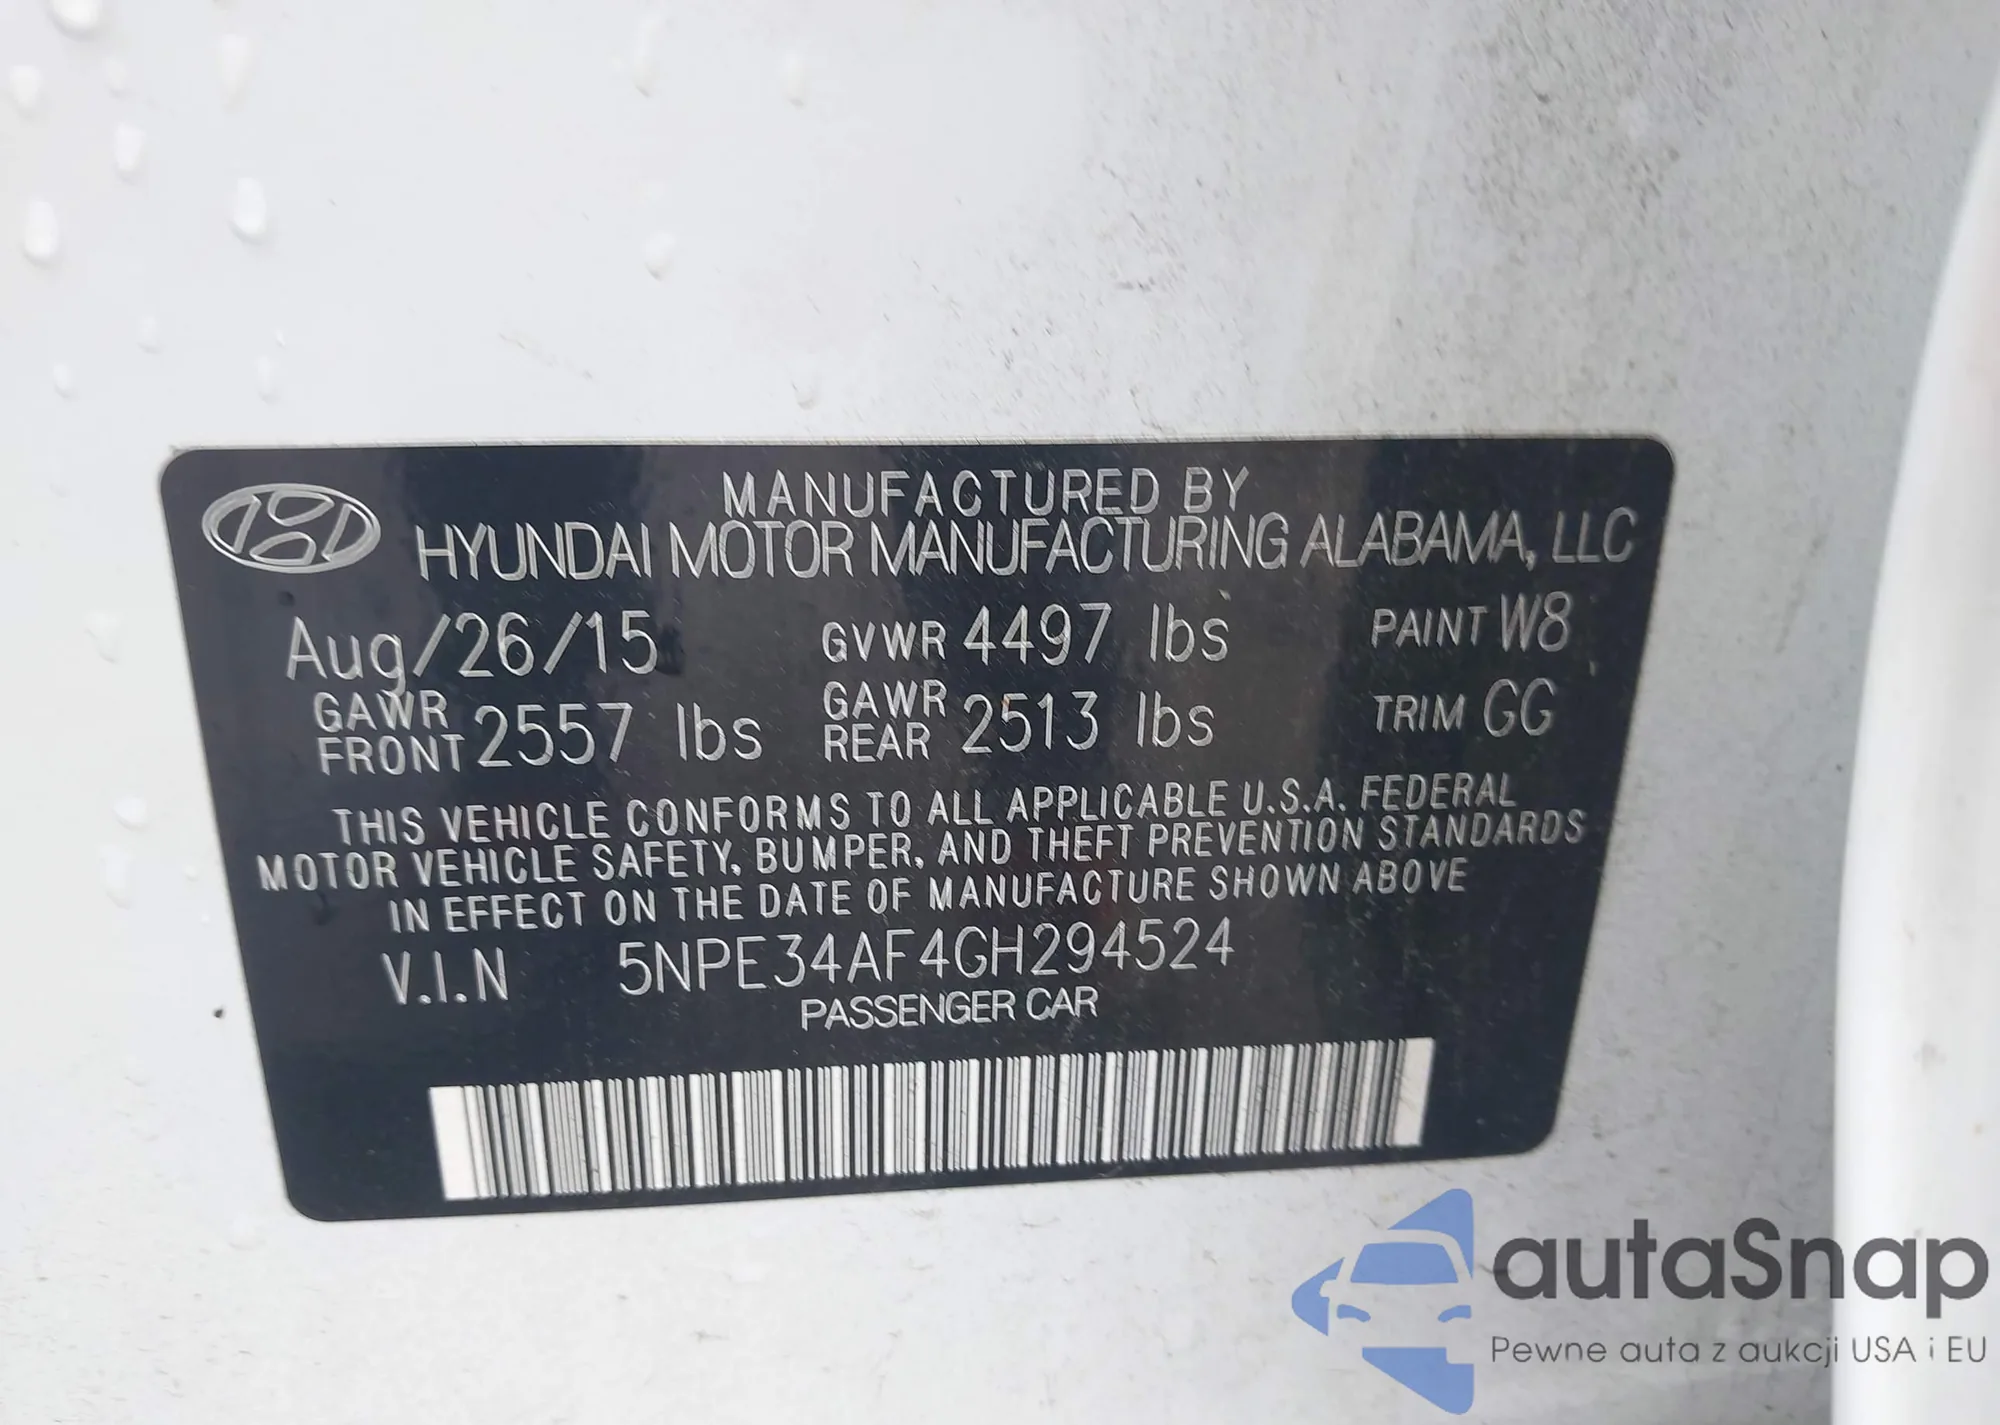 MANUFACTURED BY
HYUNDAI MOTOR MANUFACTURING ALABAMA, LLC
Aug/26/15 GVWR 4497 lbs PAINT W8
GAWR FRONT 2557 lbs GAWR REAR 2513 lbs TRIM GG
THIS VEHICLE CONFORMS TO ALL APPLICABLE U.S.A. FEDERAL
MOTOR VEHICLE SAFETY, BUMPER, AND THEFT PREVENTION STANDARDS
IN EFFECT ON THE DATE OF MANUFACTURE SHOWN ABOVE
V.I.N 5NPE34AF4GH294524
PASSENGER CAR
autaSnap
Pewne auta z aukcji USA i EU